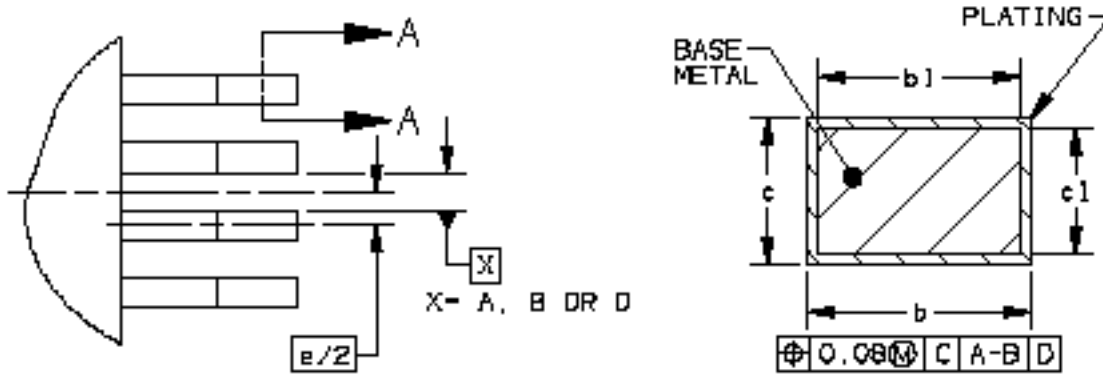 A
A
X
X- A, B OR D
e/2
PLATING
BASE
METAL
b1
c
c1
b
⌖ 0.08Ⓜ C A-B D